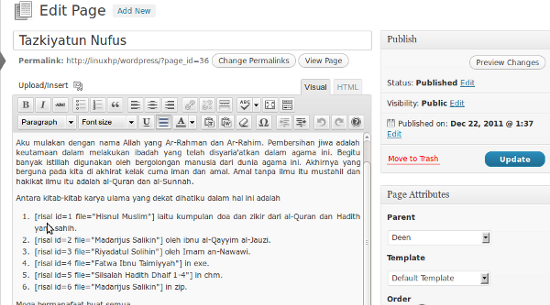 Edit Page Add New
Tazkiyatun Nufus
Permalink: http://linuxhp/wordpress/?page_id=36 Change Permalinks View Page
Upload/Insert
Visual HTML
B I ABC
ABC
Paragraph Font size U A Ω
Aku mulakan dengan nama Allah yang Ar-Rahman dan Ar-Rahim. Pembersihan jiwa adalah
keutamaan dalam melakukan ibadah yang telah disyaria'atkan dalam agama ini. Begitu
banyak istilah digunakan oleh bergolongan manusia dari dunia agama ini. Akhirnya yang
berguna pada kita di akhirat kelak cuma iman dan amal. Amal tanpa ilmu itu mustahil dan
hakikat ilmu itu adalah al-Quran dan al-Sunnah.
Antara kitab-kitab karya ulama yang dekat dihatiku dalam hal ini adalah
1. [risal id=1 file="Hisnul Muslim"] iaitu kumpulan doa dan zikir dari al-Quran dan Hadith
yang sahih.
2. [risal id=2 file="Madarijus Salikin"] oleh ibnu al-Qayyim al-Jauzi.
3. [risal id=3 file="Riyadatul Solihin"] oleh Imam an-Nawawi.
4. [risal id=4 file="Fatwa Ibnu Taimiyyah"] in exe.
5. [risal id=5 file="Silsalah Hadith Dhaif 1-4"] in chm.
6. [risal id=6 file="Madarijus Salikin"] in zip.
Moga bermanafaat buat semua
Publish
Preview Changes
Status: Published Edit
Visibility: Public Edit
Published on: Dec 22, 2011 @ 1:37
Edit
Move to Trash Update
Page Attributes
Parent
Deen
Template
Default Template
Order